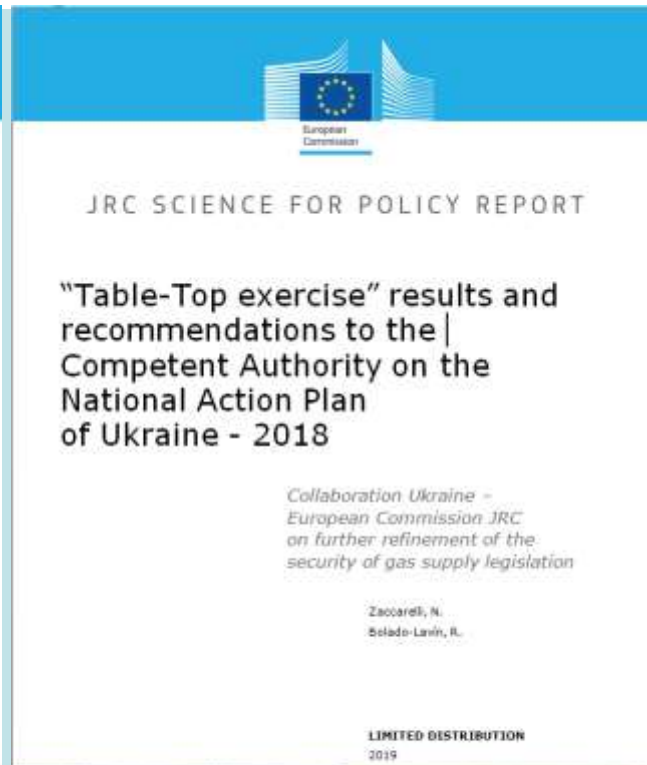 European
Commission
JRC SCIENCE FOR POLICY REPORT
“Table-Top exercise” results and
recommendations to the
Competent Authority on the
National Action Plan
of Ukraine - 2018
Collaboration Ukraine –
European Commission JRC
on further refinement of the
security of gas supply legislation
Zaccarelli, N.
Bolado-Lavín, R.
LIMITED DISTRIBUTION
2019